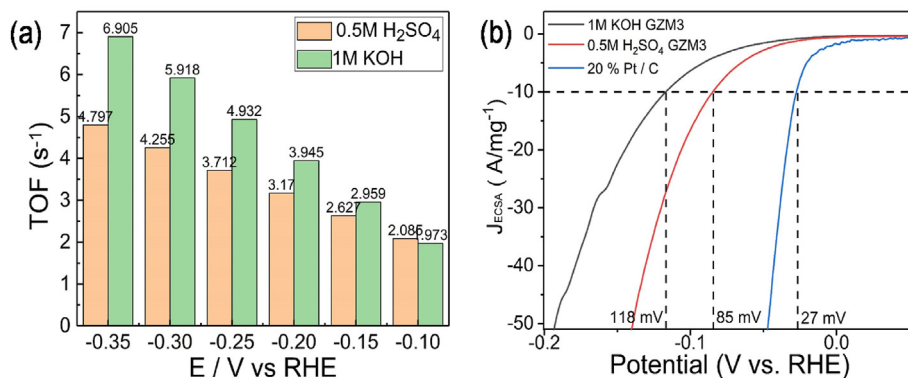 (a)
0.5M H₂SO₄
1M KOH
TOF (s⁻¹)
7
6
5
4
3
2
1
0
4.797
6.905
4.255
5.918
3.712
4.932
3.17
3.945
2.627
2.959
2.085
-0.35
-0.30
-0.25
-0.20
-0.15
-0.10
E / V vs RHE
(b)
1M KOH GZM3
0.5M H₂SO₄ GZM3
20 % Pt / C
J_ECSA ( A/mg⁻¹)
0
-10
-20
-30
-40
-50
118 mV
85 mV
27 mV
-0.2
-0.1
0.0
Potential (V vs. RHE)